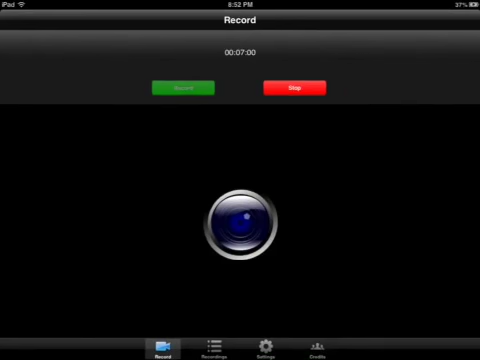 iPad 8:52 PM 37%
Record
00:07:00
Record Stop
Record Recordings Settings Credits